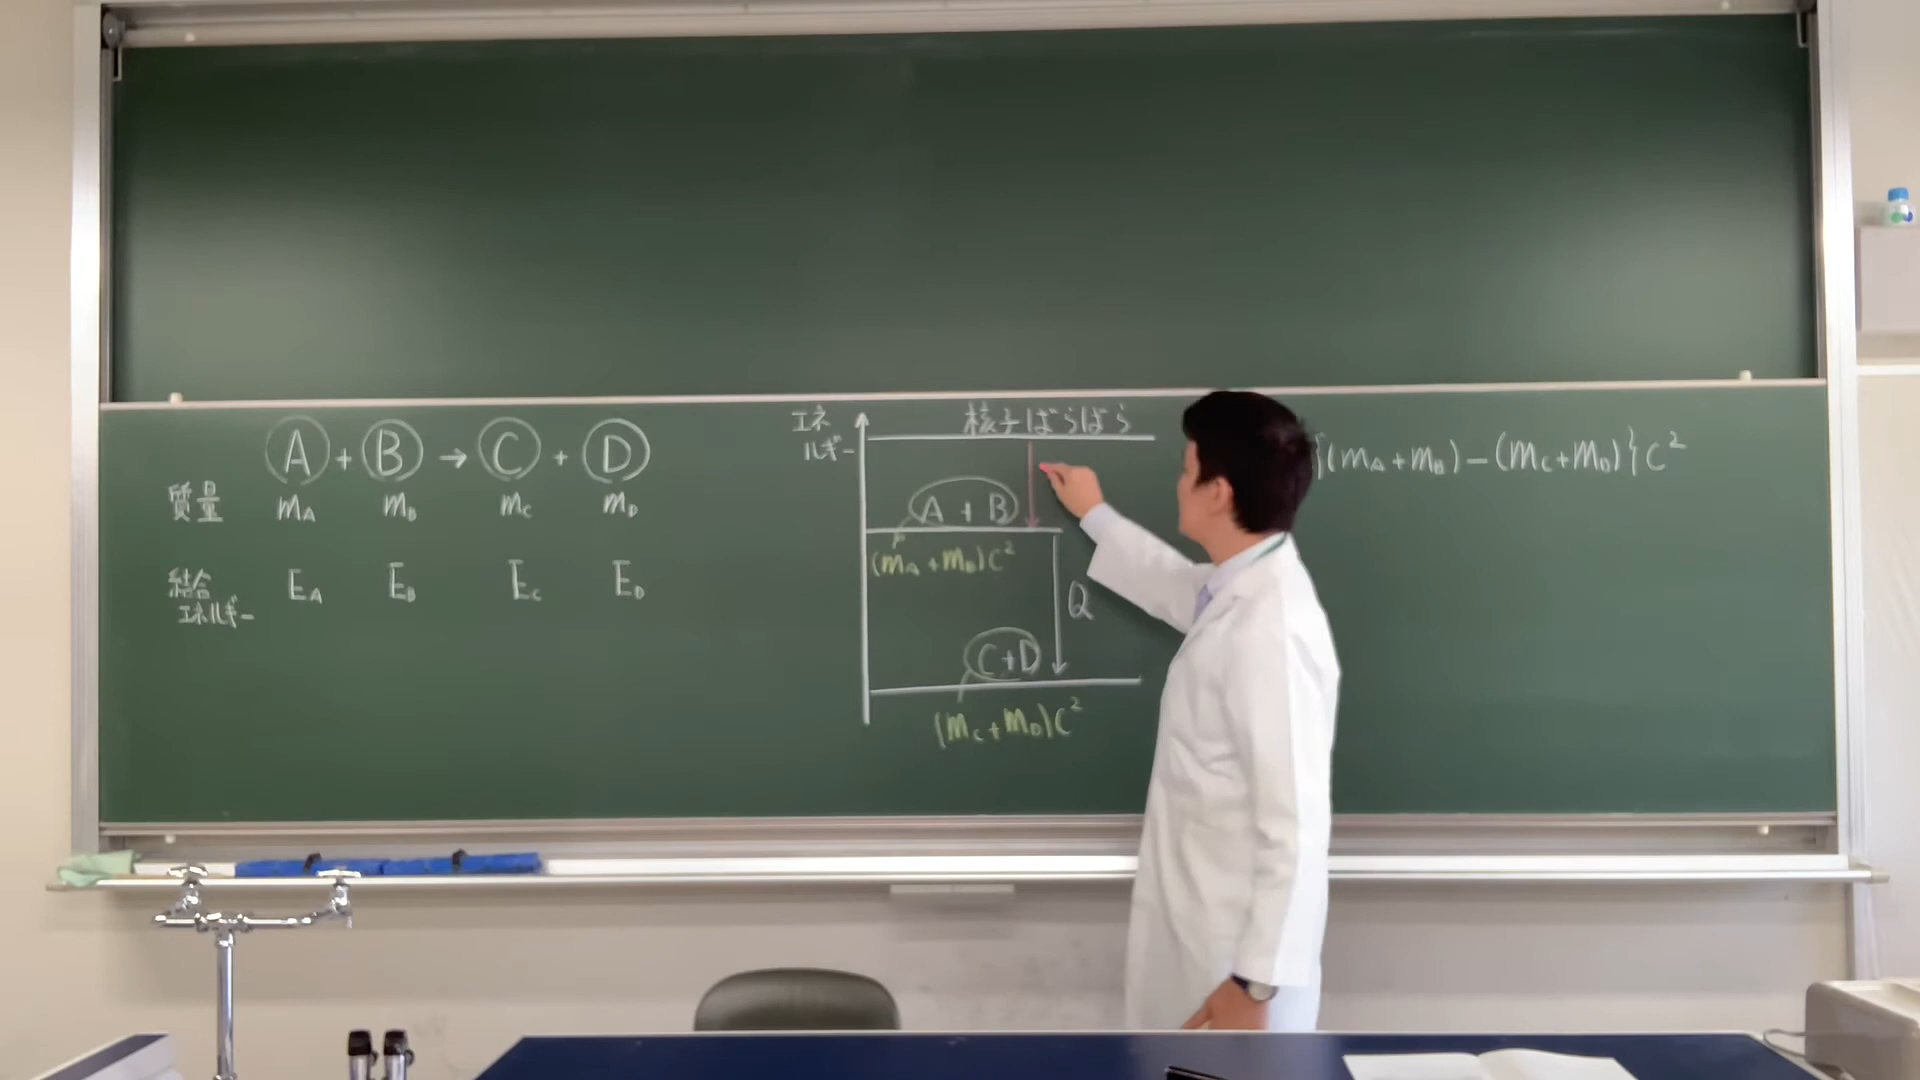 A + B → C + D
質量 mA mB mC mD
結合
エネルギー EA EB EC ED
エネ
ルギー
核子ばらばら
A + B
(mA+mB)C²
Q
C+D
(mC+mD)C²
{(mA+mB)-(mC+mD)}C²